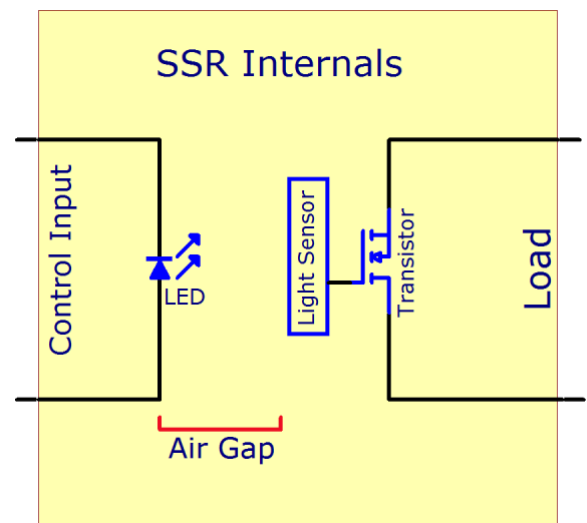 SSR Internals
Control Input
LED
Light Sensor
Transistor
Load
Air Gap